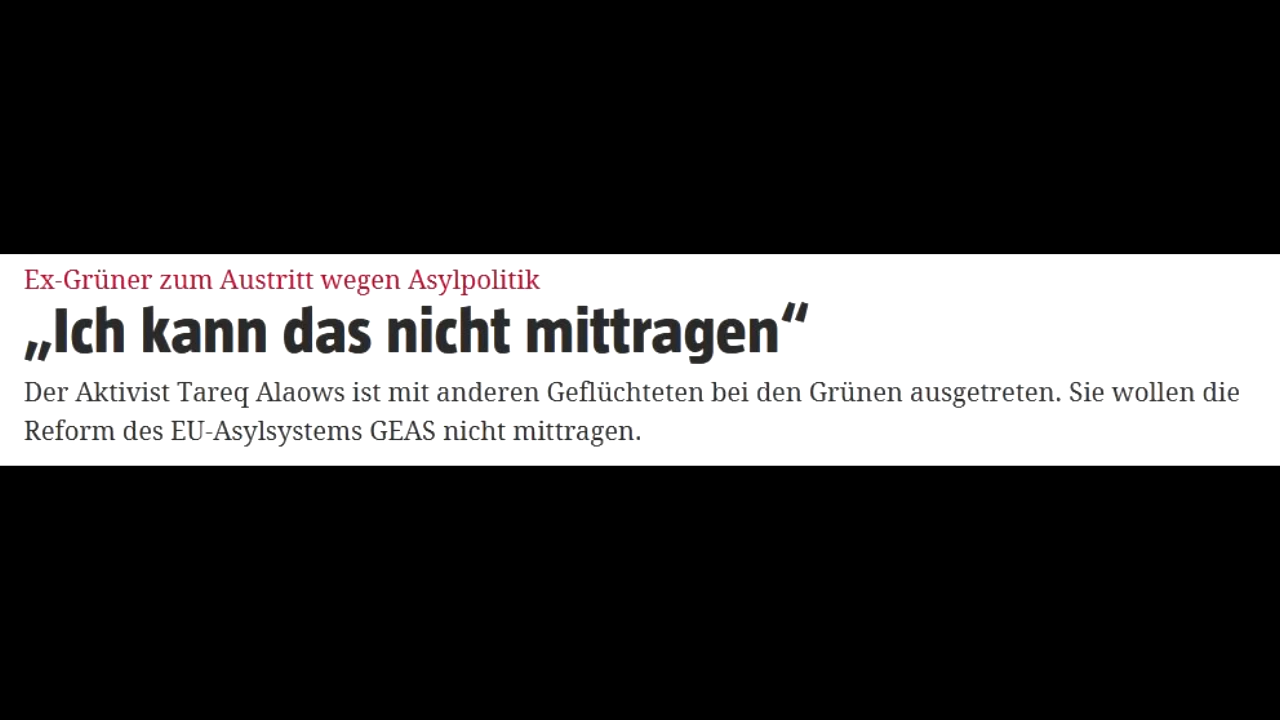 Ex-Grüner zum Austritt wegen Asylpolitik
„Ich kann das nicht mittragen“
Der Aktivist Tareq Alaows ist mit anderen Geflüchteten bei den Grünen ausgetreten. Sie wollen die
Reform des EU-Asylsystems GEAS nicht mittragen.